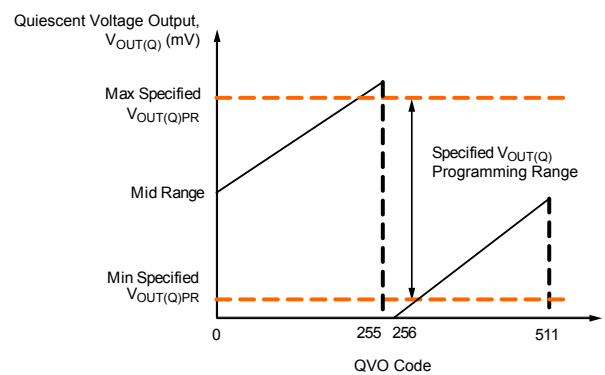 Quiescent Voltage Output,
VOUT(Q) (mV)
Max Specified
VOUT(Q)PR
Specified VOUT(Q)
Programming Range
Mid Range
Min Specified
VOUT(Q)PR
0
255
256
511
QVO Code